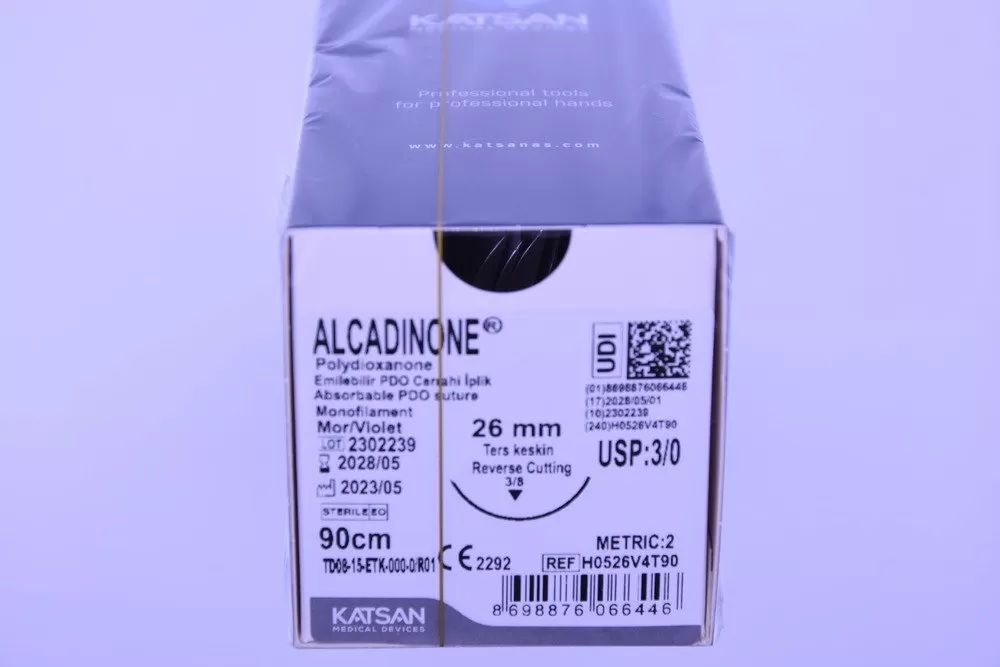 KATSAN
MEDICAL DEVICES
Professional tools
for professional hands
www.katsanas.com
ALCADINONE®
Polydioxanone
Emilebilir PDO Cerrahi İplik
Absorbable PDO suture
Monofilament
Mor/Violet
LOT 2302239
2028/05
2023/05
STERILE EO
90cm
TD08-15-ETK-000-0/R01
26 mm
Ters keskin
Reverse Cutting
3/8
CE 2292
UDI
(01)8698876066446
(17)2028/05/01
(10)2302239
(240)H0526V4T90
USP:3/0
METRIC:2
REF H0526V4T90
8 698876 066446
KATSAN
MEDICAL DEVICES